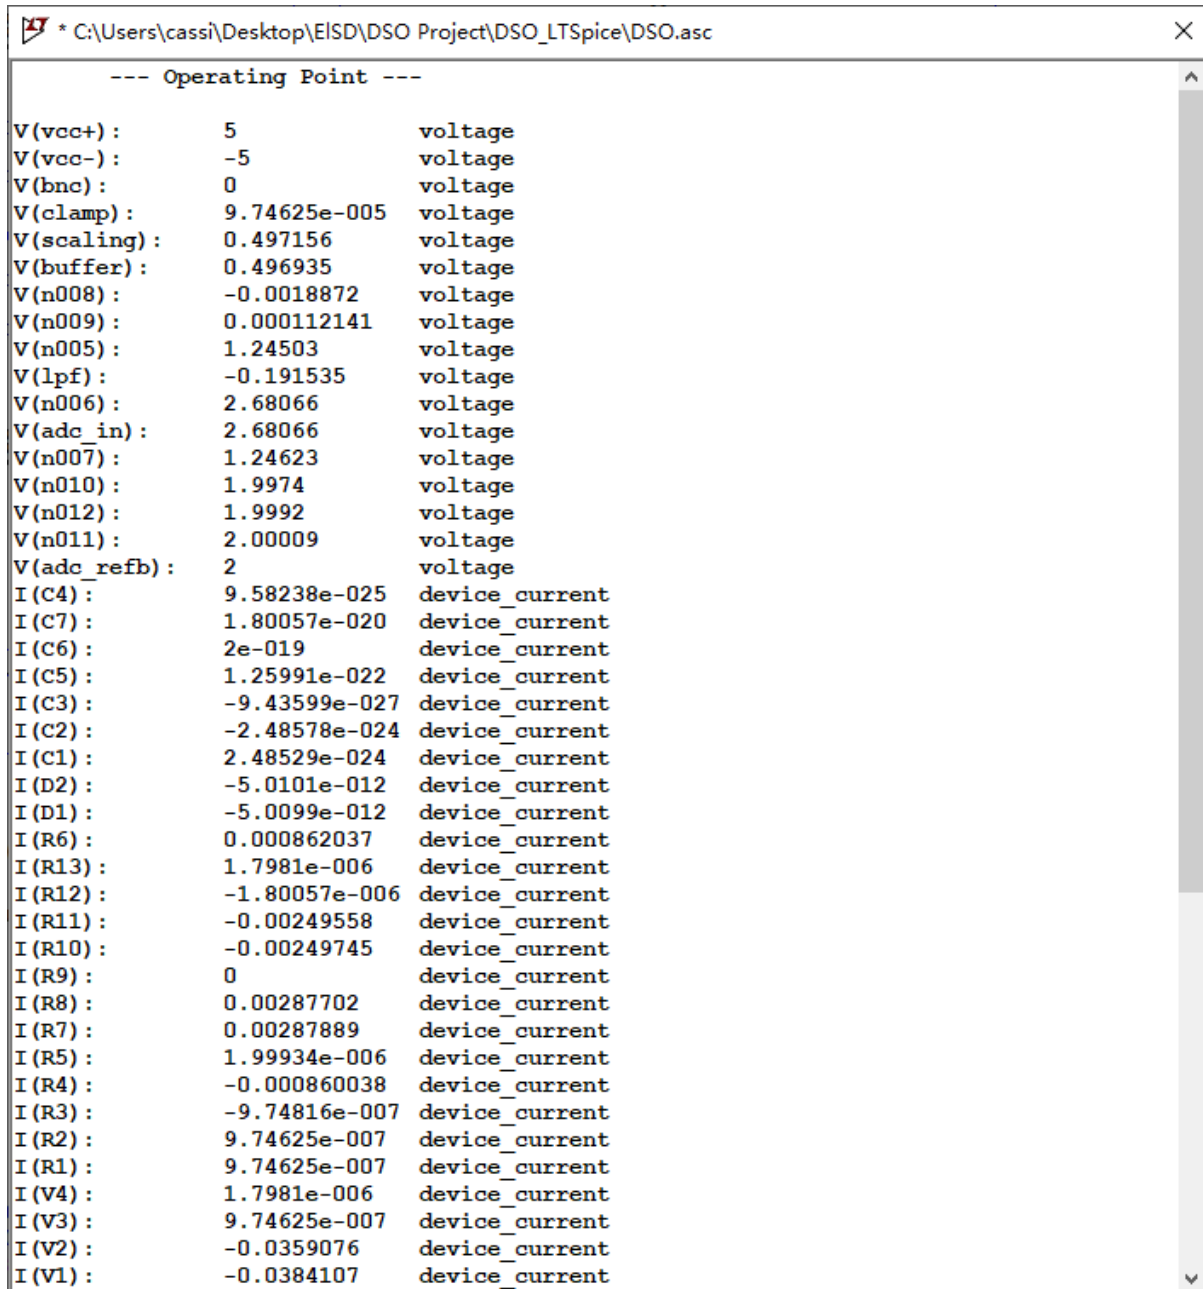 * C:\Users\cassi\Desktop\ElSD\DSO Project\DSO_LTSpice\DSO.asc
--- Operating Point ---
V(vcc+): 5 voltage
V(vcc-): -5 voltage
V(bnc): 0 voltage
V(clamp): 9.74625e-005 voltage
V(scaling): 0.497156 voltage
V(buffer): 0.496935 voltage
V(n008): -0.0018872 voltage
V(n009): 0.000112141 voltage
V(n005): 1.24503 voltage
V(lpf): -0.191535 voltage
V(n006): 2.68066 voltage
V(adc_in): 2.68066 voltage
V(n007): 1.24623 voltage
V(n010): 1.9974 voltage
V(n012): 1.9992 voltage
V(n011): 2.00009 voltage
V(adc_refb): 2 voltage
I(C4): 9.58238e-025 device_current
I(C7): 1.80057e-020 device_current
I(C6): 2e-019 device_current
I(C5): 1.25991e-022 device_current
I(C3): -9.43599e-027 device_current
I(C2): -2.48578e-024 device_current
I(C1): 2.48529e-024 device_current
I(D2): -5.0101e-012 device_current
I(D1): -5.0099e-012 device_current
I(R6): 0.000862037 device_current
I(R13): 1.7981e-006 device_current
I(R12): -1.80057e-006 device_current
I(R11): -0.00249558 device_current
I(R10): -0.00249745 device_current
I(R9): 0 device_current
I(R8): 0.00287702 device_current
I(R7): 0.00287889 device_current
I(R5): 1.99934e-006 device_current
I(R4): -0.000860038 device_current
I(R3): -9.74816e-007 device_current
I(R2): 9.74625e-007 device_current
I(R1): 9.74625e-007 device_current
I(V4): 1.7981e-006 device_current
I(V3): 9.74625e-007 device_current
I(V2): -0.0359076 device_current
I(V1): -0.0384107 device_current